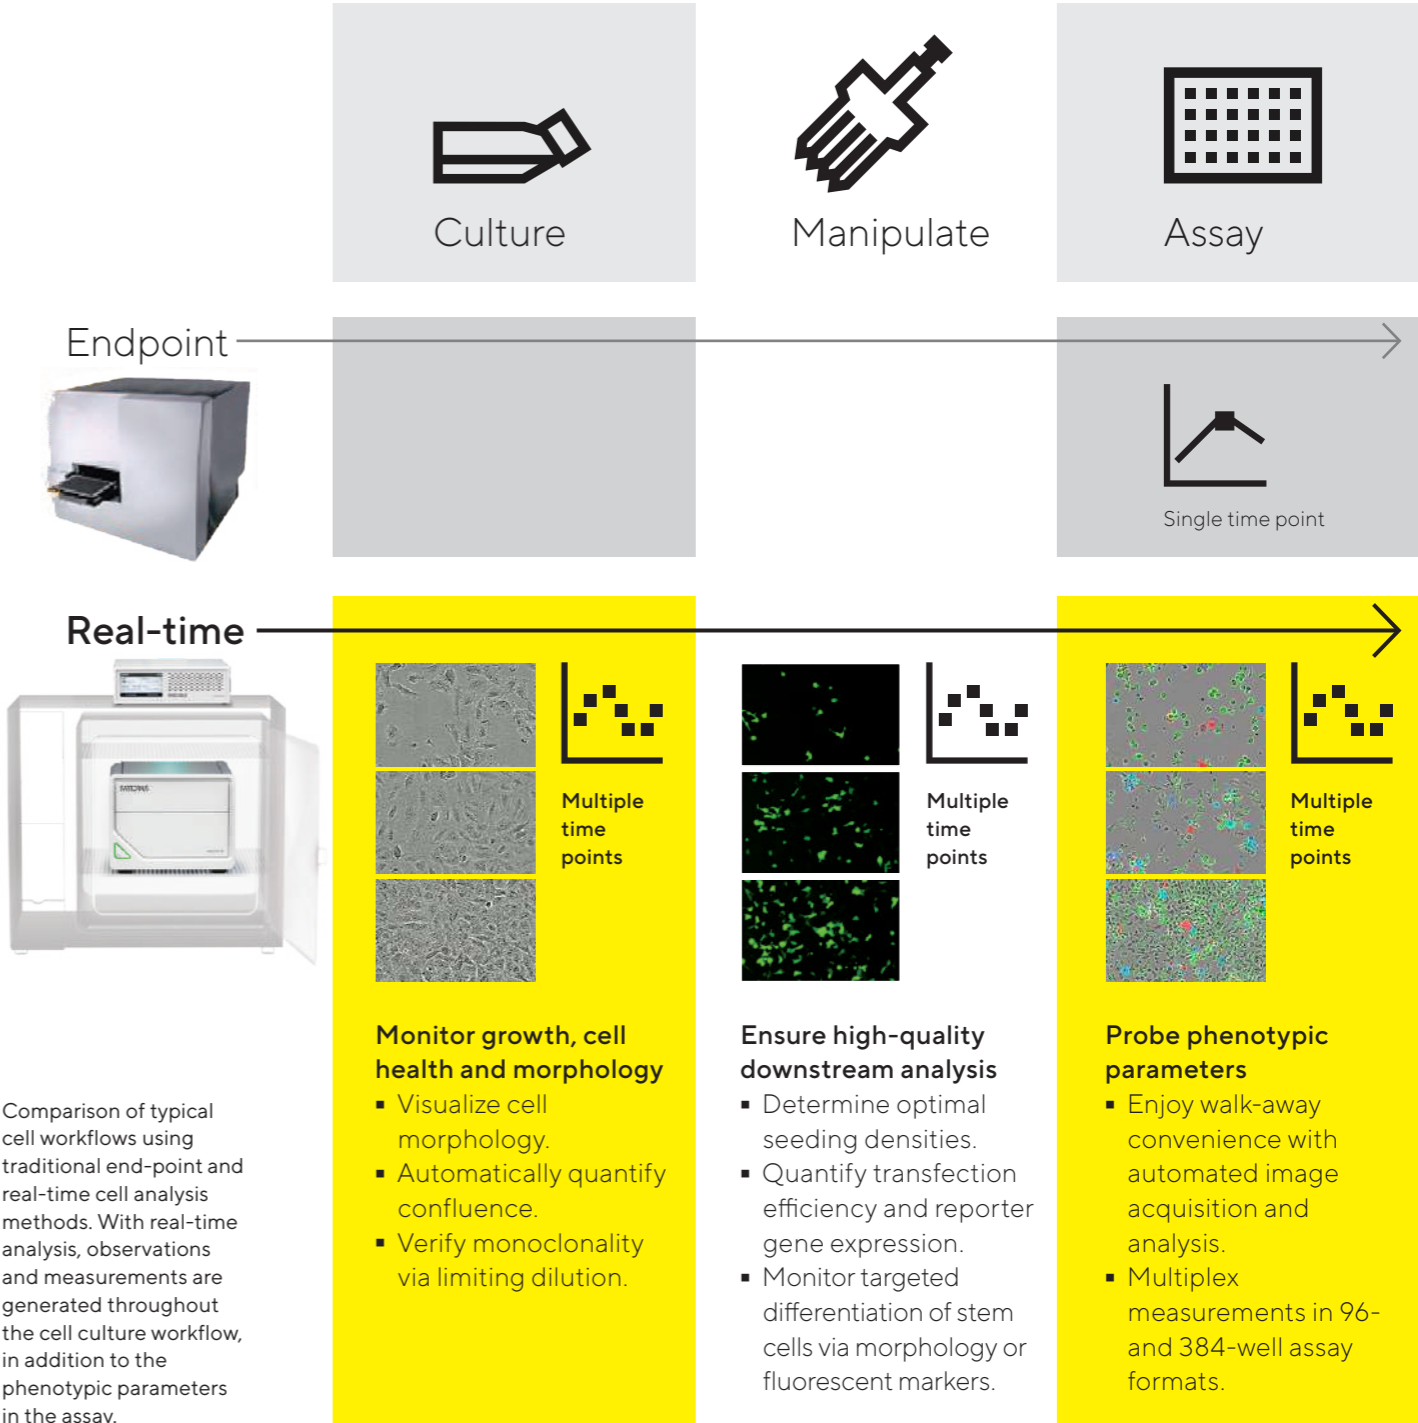 Culture
Manipulate
Assay
Endpoint
Single time point
Real-time
Multiple
time
points
Multiple
time
points
Multiple
time
points
Monitor growth, cell
health and morphology
▪ Visualize cell
morphology.
▪ Automatically quantify
confluence.
▪ Verify monoclonality
via limiting dilution.
Ensure high-quality
downstream analysis
▪ Determine optimal
seeding densities.
▪ Quantify transfection
efficiency and reporter
gene expression.
▪ Monitor targeted
differentiation of stem
cells via morphology or
fluorescent markers.
Probe phenotypic
parameters
▪ Enjoy walk-away
convenience with
automated image
acquisition and
analysis.
▪ Multiplex
measurements in 96-
and 384-well assay
formats.
Comparison of typical
cell workflows using
traditional end-point and
real-time cell analysis
methods. With real-time
analysis, observations
and measurements are
generated throughout
the cell culture workflow,
in addition to the
phenotypic parameters
in the assay.